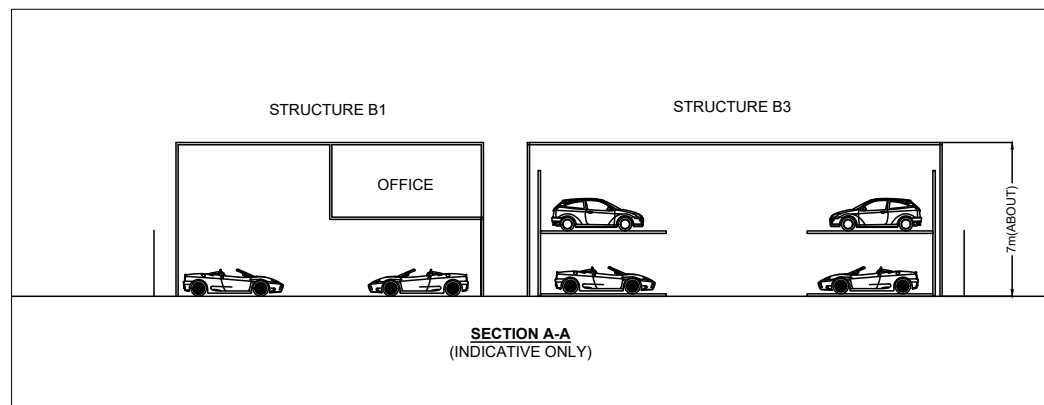 STRUCTURE B1
STRUCTURE B3
OFFICE
7m(ABOUT)
SECTION A-A
(INDICATIVE ONLY)